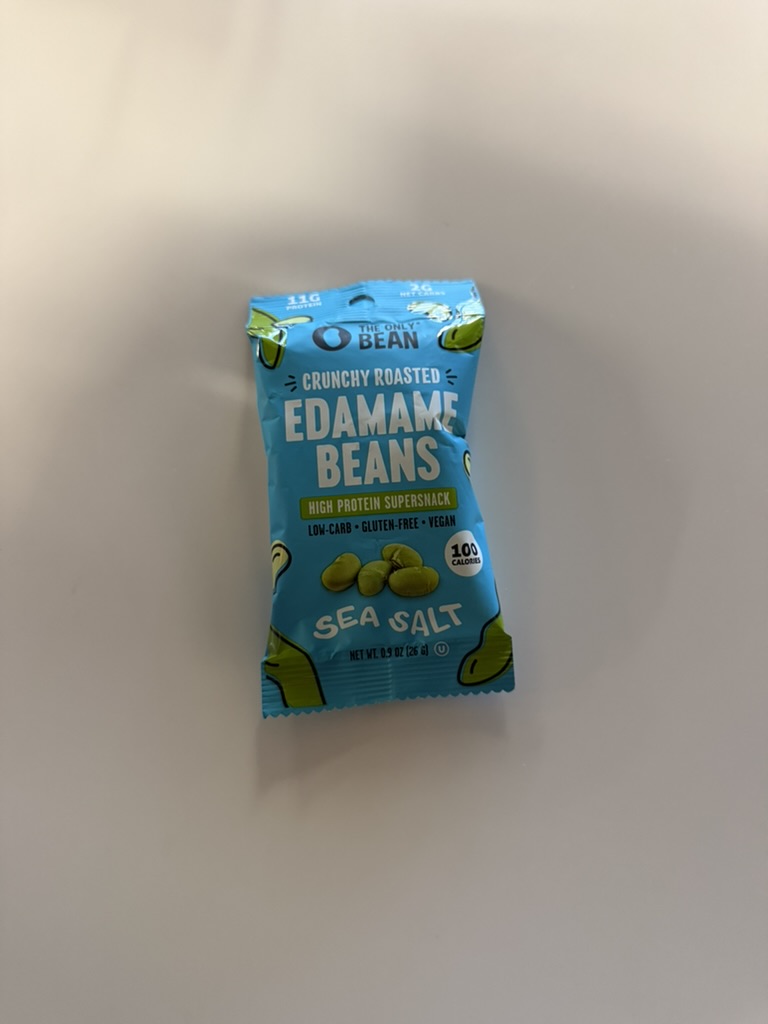 11G
PROTEIN
2G
NET CARBS
THE ONLY
BEAN
CRUNCHY ROASTED
EDAMAME
BEANS
HIGH PROTEIN SUPERSNACK
LOW-CARB • GLUTEN-FREE • VEGAN
100
CALORIES
SEA SALT
NET WT. 0.9 OZ (26 G) U